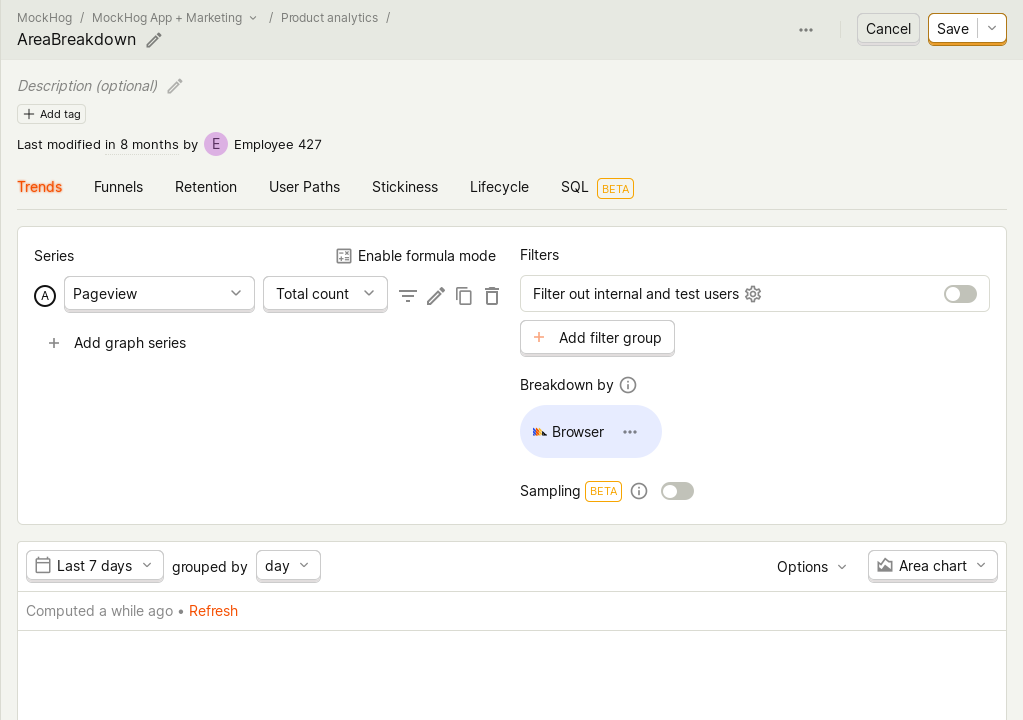 MockHog / MockHog App + Marketing / Product analytics /
AreaBreakdown
Cancel
Save
Description (optional)
Add tag
Last modified in 8 months by E Employee 427
Trends Funnels Retention User Paths Stickiness Lifecycle SQL BETA
Series
Enable formula mode
A Pageview Total count
Add graph series
Filters
Filter out internal and test users
Add filter group
Breakdown by
Browser
Sampling BETA
Last 7 days grouped by day
Options
Area chart
Computed a while ago • Refresh